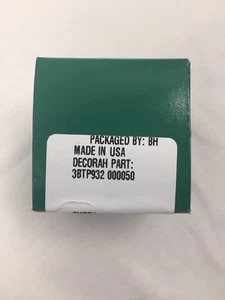 PACKAGED BY: BH
MADE IN USA
DECORAH PART:
3BTP932 000050